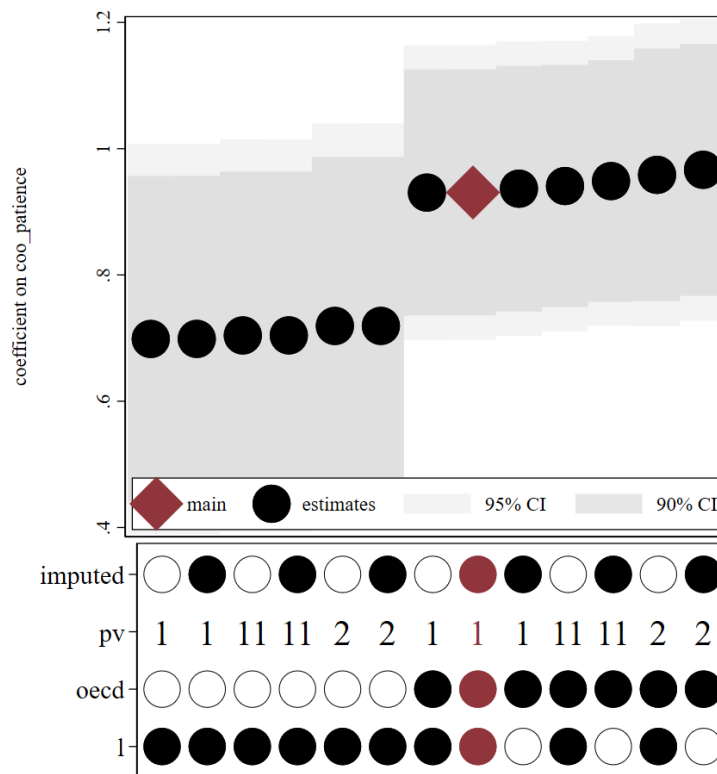 1.2
1
.8
.6
.4
coefficient on coo_patience
main estimates 95% CI 90% CI
imputed
pv 1 1 11 11 2 2 1 1 1 11 11 2 2
oecd
1